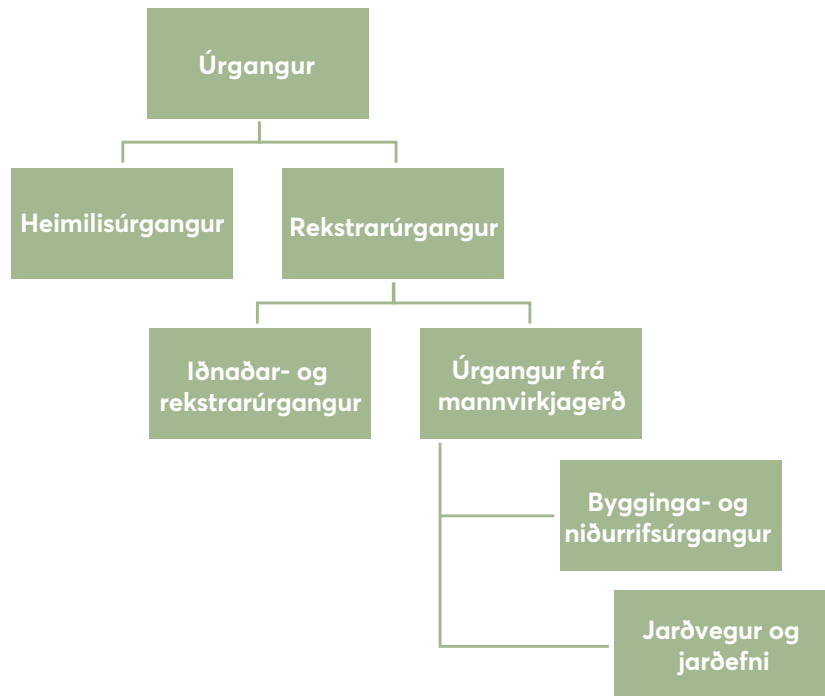 Úrgangur
Heimilisúrgangur
Rekstrarúrgangur
Iðnaðar- og
rekstrarúrgangur
Úrgangur frá
mannvirkjagerð
Bygginga- og
niðurrifsúrgangur
Jarðvegur og
jarðefni